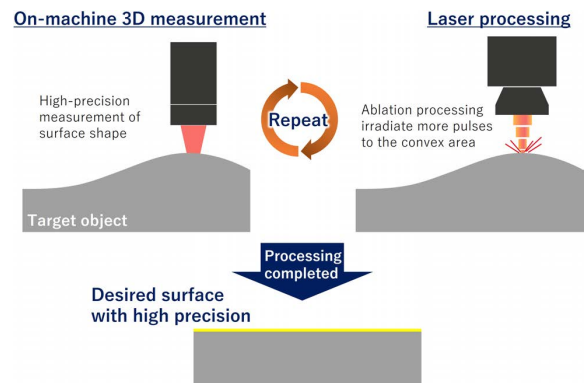 On-machine 3D measurement
Laser processing
High-precision
measurement of
surface shape
Repeat
Ablation processing
irradiate more pulses
to the convex area
Target object
Processing
completed
Desired surface
with high precision